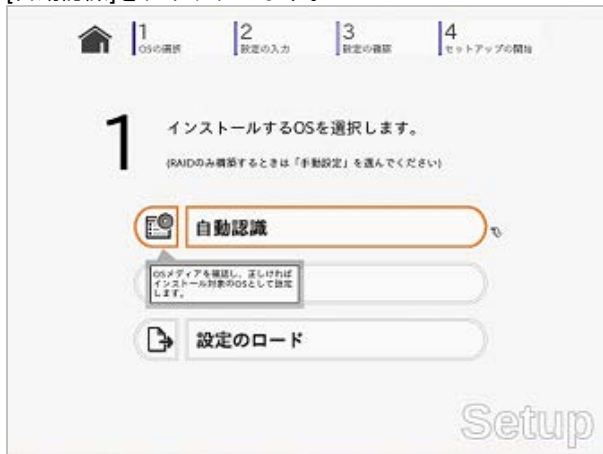 1
OSの選択
2
設定の入力
3
設定の確認
4
セットアップの開始
1
インストールするOSを選択します。
(RAIDのみ構築するときは「手動設定」を選んでください)
自動認識
OSメディアを確認し、正しければ
インストール対象のOSとして設定
します。
設定のロード
Setup